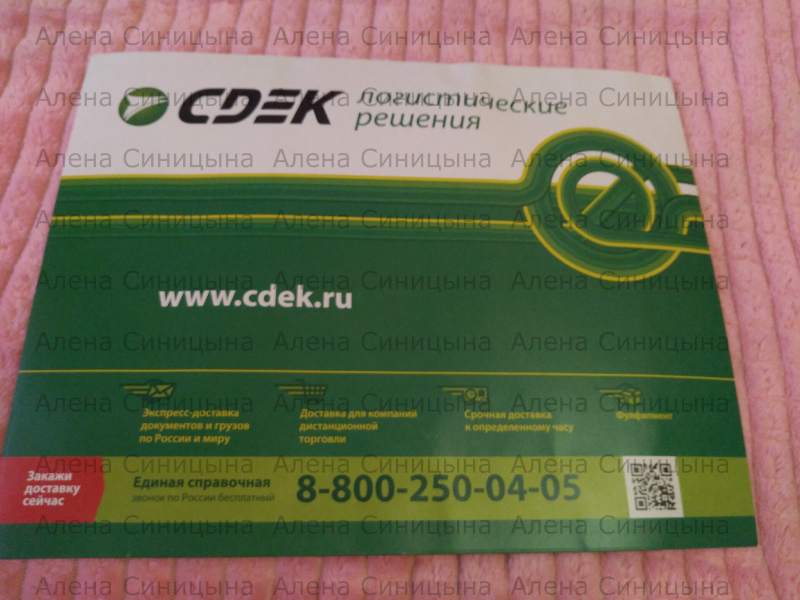 Алена Синицына Алена Синицына Алена Синицына
CDEK логистические
решения
www.cdek.ru
Экспресс-доставка
документов и грузов
по России и миру
Доставка для компаний
дистанционной
торговли
Срочная доставка
к определенному часу
Фулфилмент
Закажи
доставку
сейчас
Единая справочная
звонок по России бесплатный
8-800-250-04-05